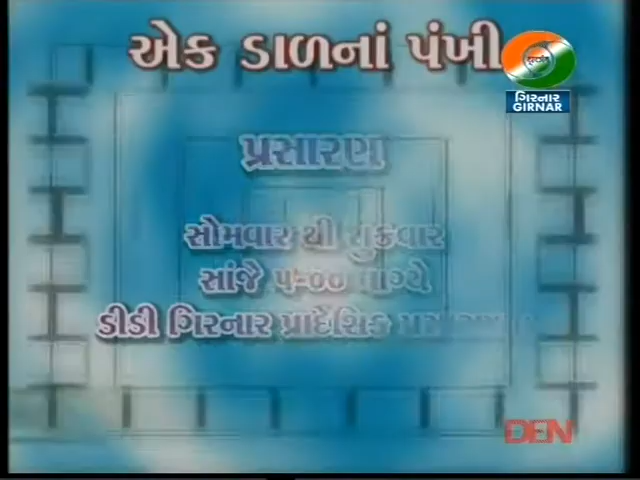 એક ડાળનાં પંખી
ગિરનાર
GIRNAR
પ્રસારણ
સોમવાર થી શુક્રવાર
સાંજે ૫-૦૦ વાગ્યે
ડીડી ગિરનાર પ્રાદેસિક
DEN